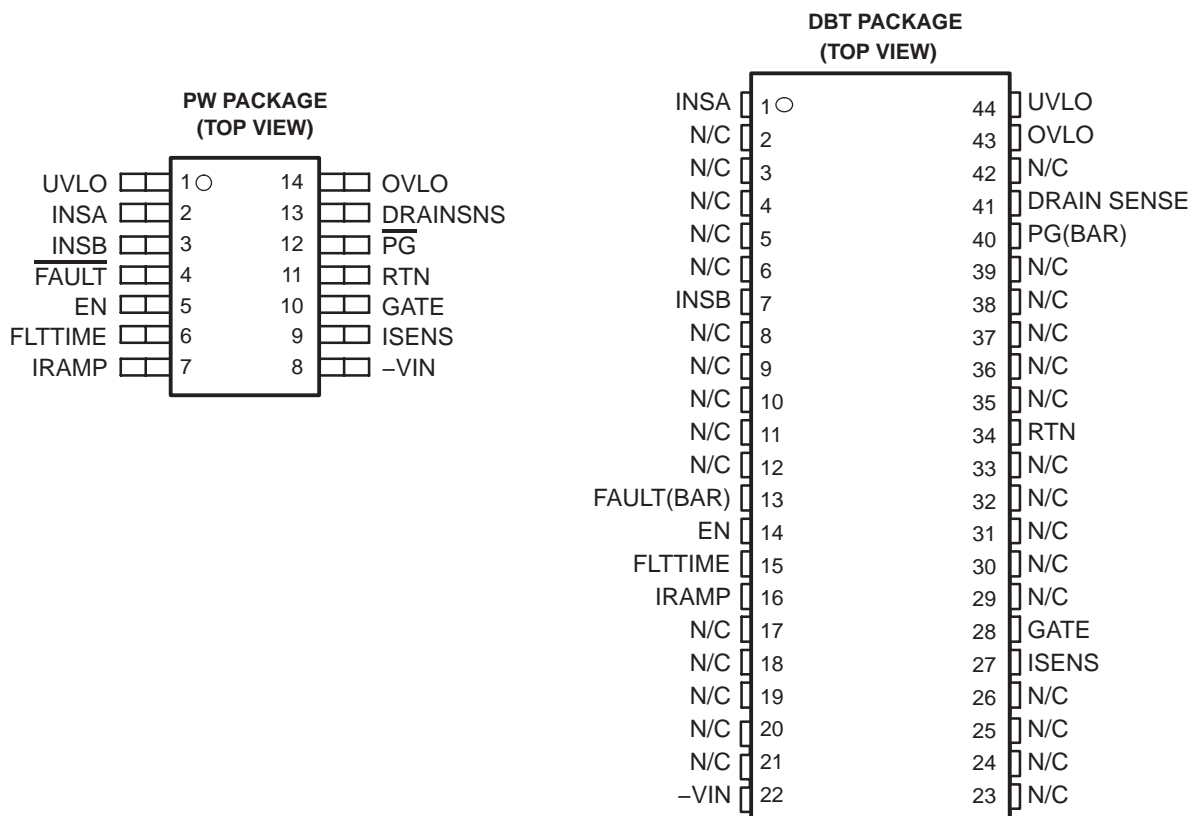 PW PACKAGE
(TOP VIEW)
UVLO 1 14 OVLO
INSA 2 13 DRAINSNS
INSB 3 12 PG
FAULT 4 11 RTN
EN 5 10 GATE
FLTTIME 6 9 ISENS
IRAMP 7 8 –VIN
DBT PACKAGE
(TOP VIEW)
INSA 1 44 UVLO
N/C 2 43 OVLO
N/C 3 42 N/C
N/C 4 41 DRAIN SENSE
N/C 5 40 PG(BAR)
N/C 6 39 N/C
INSB 7 38 N/C
N/C 8 37 N/C
N/C 9 36 N/C
N/C 10 35 N/C
N/C 11 34 RTN
N/C 12 33 N/C
FAULT(BAR) 13 32 N/C
EN 14 31 N/C
FLTTIME 15 30 N/C
IRAMP 16 29 N/C
N/C 17 28 GATE
N/C 18 27 ISENS
N/C 19 26 N/C
N/C 20 25 N/C
N/C 21 24 N/C
–VIN 22 23 N/C